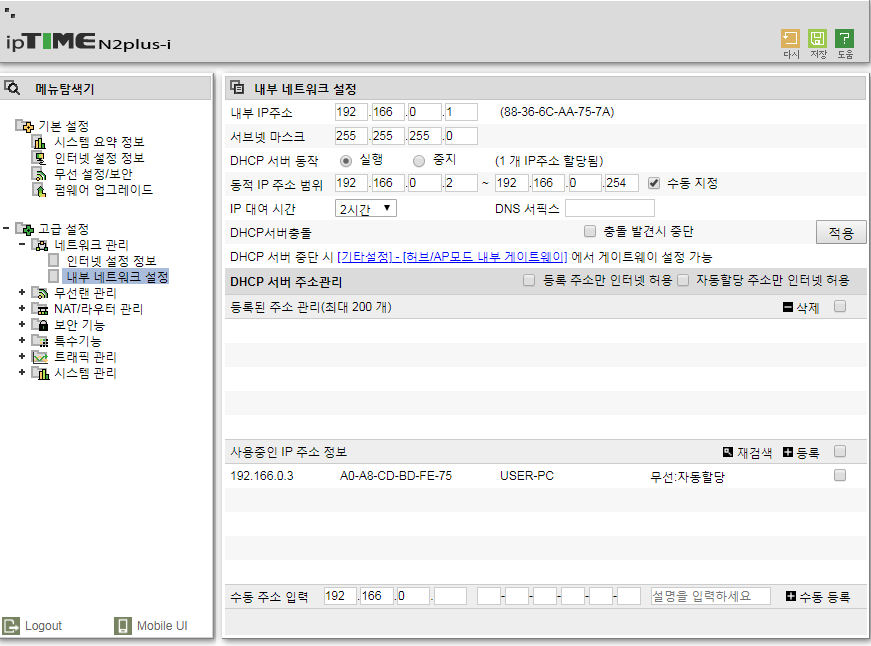 ipTIME N2plus-i
다시 저장 도움
메뉴탐색기
기본 설정
시스템 요약 정보
인터넷 설정 정보
무선 설정/보안
펌웨어 업그레이드
고급 설정
네트워크 관리
인터넷 설정 정보
내부 네트워크 설정
무선랜 관리
NAT/라우터 관리
보안 기능
특수기능
트래픽 관리
시스템 관리
Logout Mobile UI
내부 네트워크 설정
내부 IP주소 192 .166 .0 .1 (88-36-6C-AA-75-7A)
서브넷 마스크 255 .255 .255 .0
DHCP 서버 동작 실행 중지 (1 개 IP주소 할당됨)
동적 IP 주소 범위 192 .166 .0 .2 ~ 192 .166 .0 .254 수동 지정
IP 대여 시간 2시간 DNS 서픽스
DHCP서버충돌 충돌 발견시 중단 적용
DHCP 서버 중단 시 [기타설정] - [허브/AP모드 내부 게이트웨이] 에서 게이트웨이 설정 가능
DHCP 서버 주소관리 등록 주소만 인터넷 허용 자동할당 주소만 인터넷 허용
등록된 주소 관리(최대 200 개) 삭제
사용중인 IP 주소 정보 재검색 등록
192.166.0.3 A0-A8-CD-BD-FE-75 USER-PC 무선:자동할당
수동 주소 입력 192 .166 .0 . - - - - - 설명을 입력하세요 수동 등록